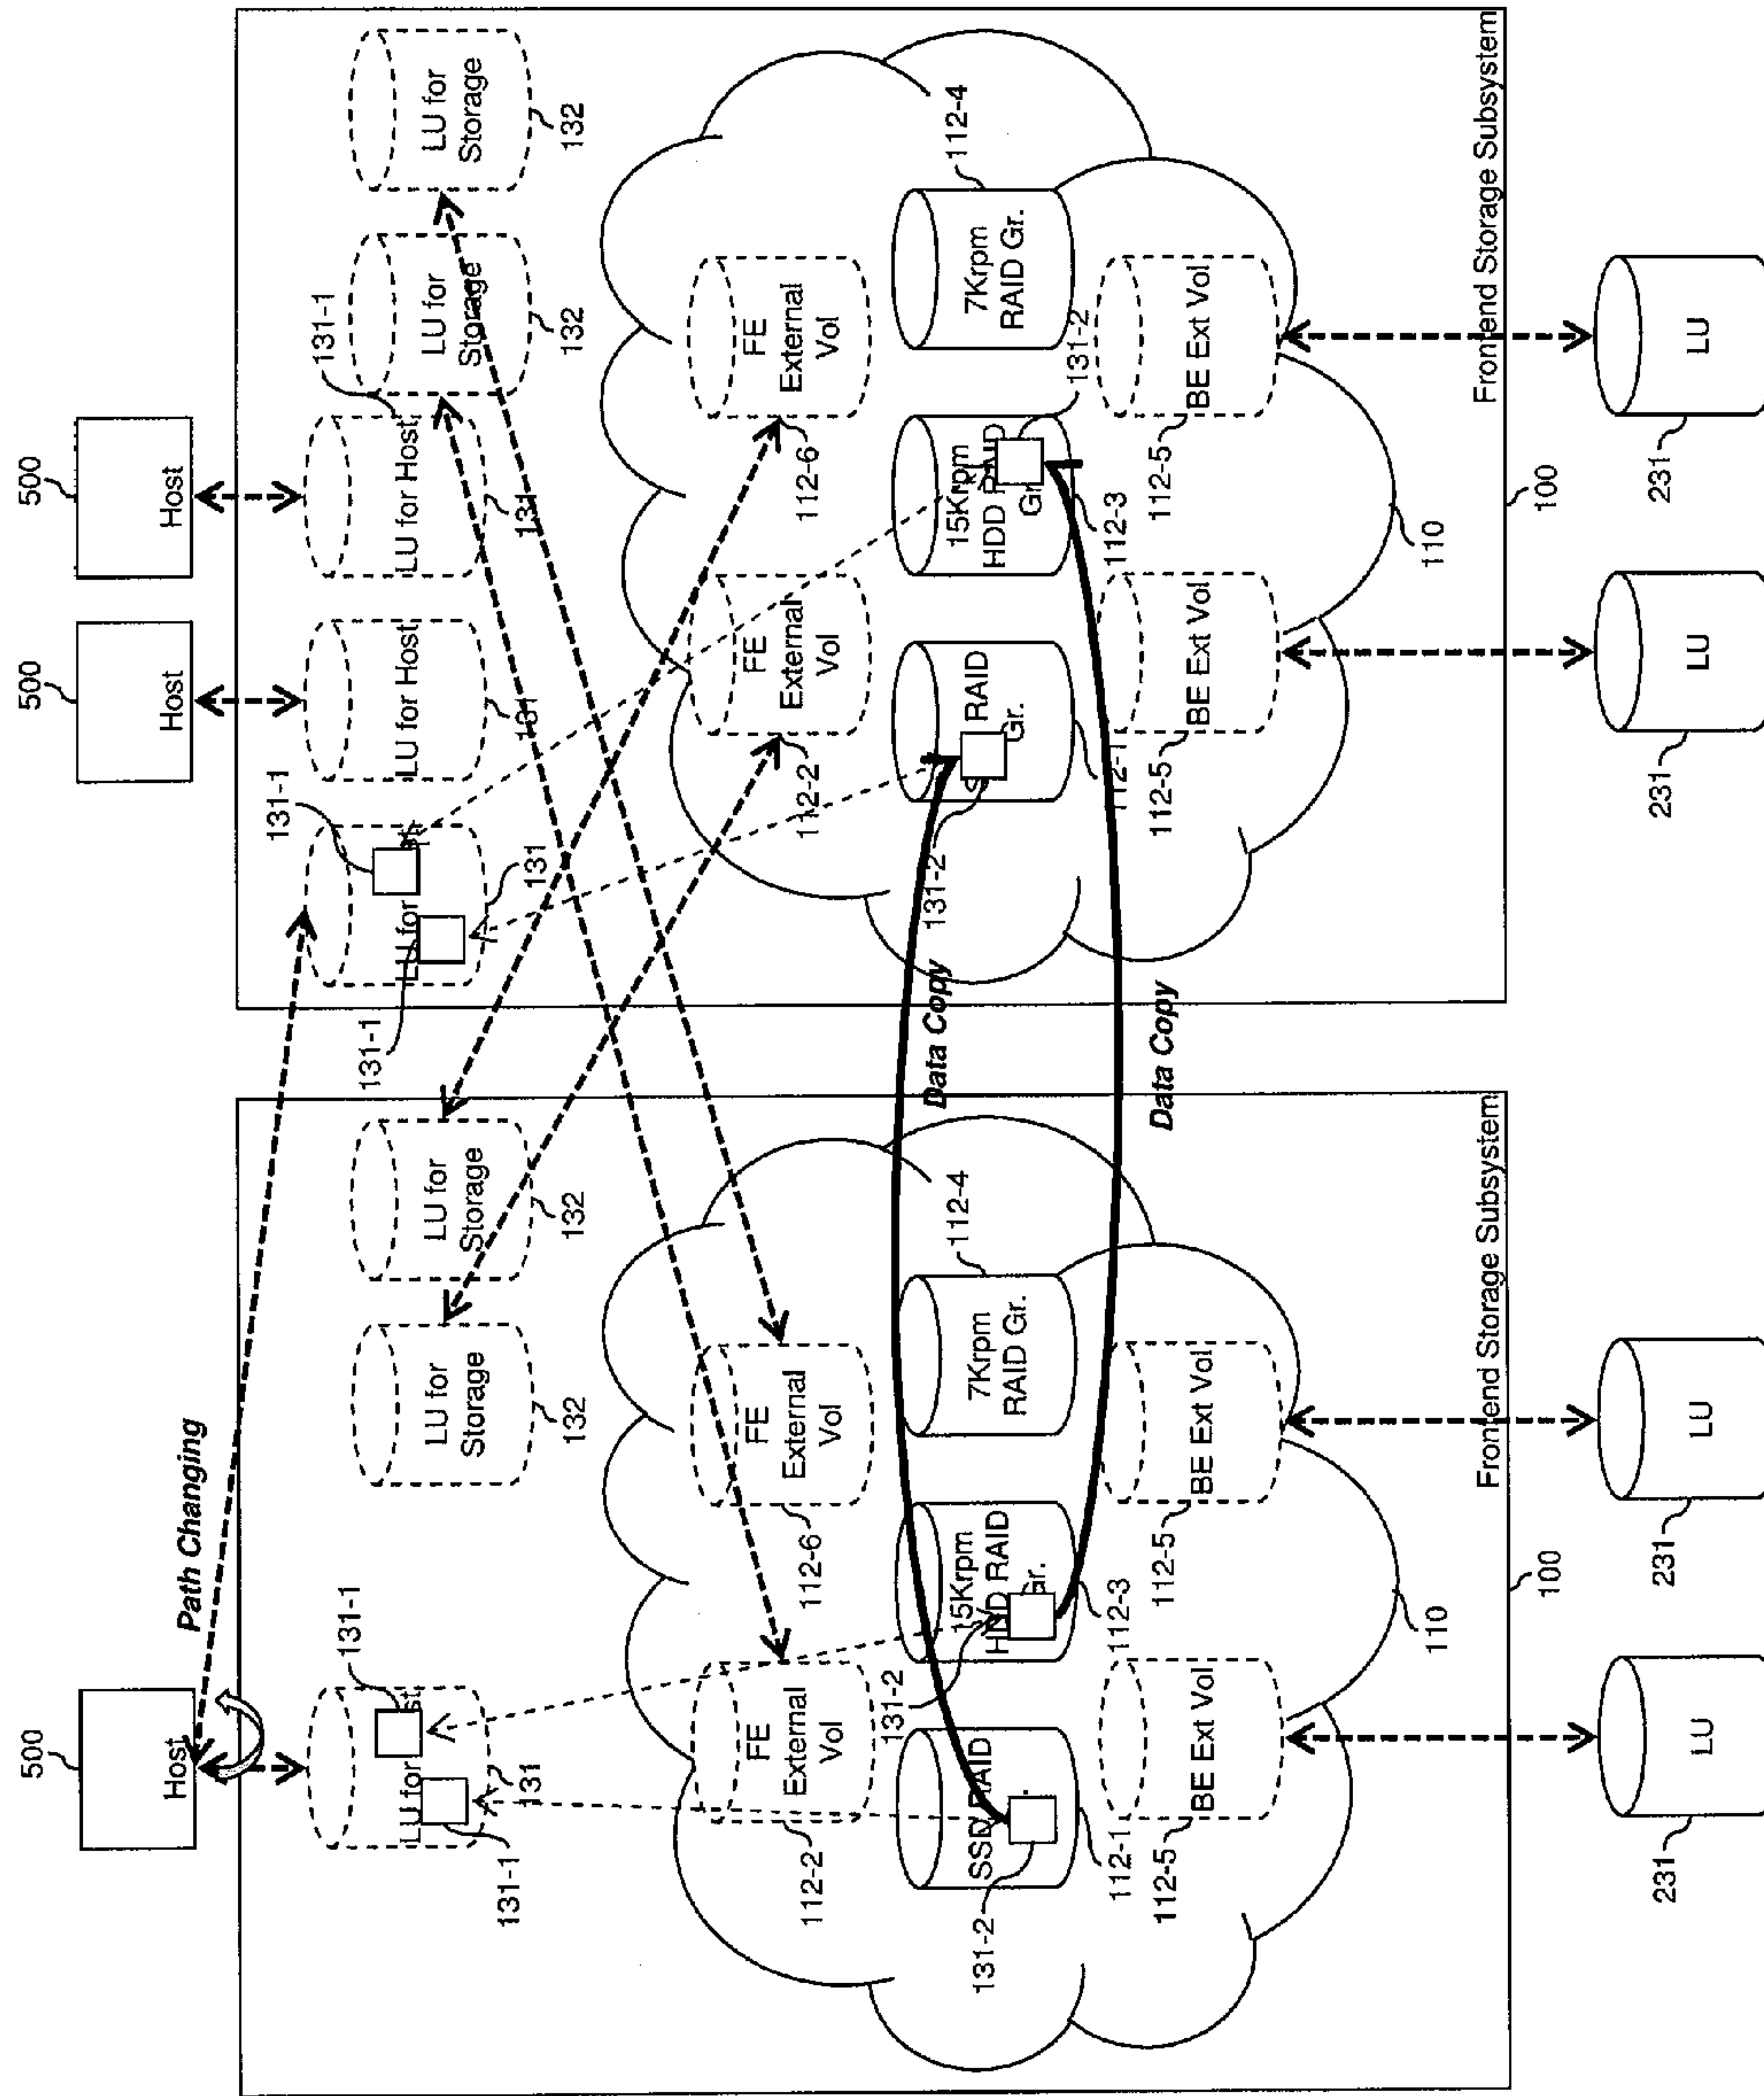 500
500
500
Host
Host
Host
Path Changing
131-1
131-1
131-1
LU for
st
LU for
Storage
LU for
Storage
LU for
st
LU for Host
LU for Host
LU for
Storage
LU for
Storage
131-1
131
132
132
131-1
131
131
131
132
132
FE
External
Vol
FE
External
Vol
FE
External
Vol
FE
External
Vol
112-2
112-6
112-2
112-6
131-2
112-4
131-2
112-4
SSD RAID
15Krpm
HDD RAID
Gr.
7Krpm
RAID Gr.
Data Copy
S
RAID
Gr.
15Krpm
HDD RAID
Gr
7Krpm
RAID Gr.
131-2
112-1
112-3
112-1
112-3
131-2
Data Copy
BE Ext Vol
BE Ext Vol
BE Ext Vol
BE Ext Vol
112-5
112-5
112-5
112-5
110
110
Frontend Storage Subsystem
Frontend Storage Subsystem
100
100
231
231
231
231
LU
LU
LU
LU